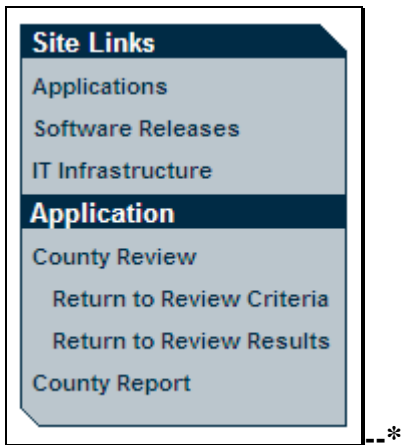 Site Links
Applications
Software Releases
IT Infrastructure
Application
County Review
Return to Review Criteria
Return to Review Results
County Report
--*